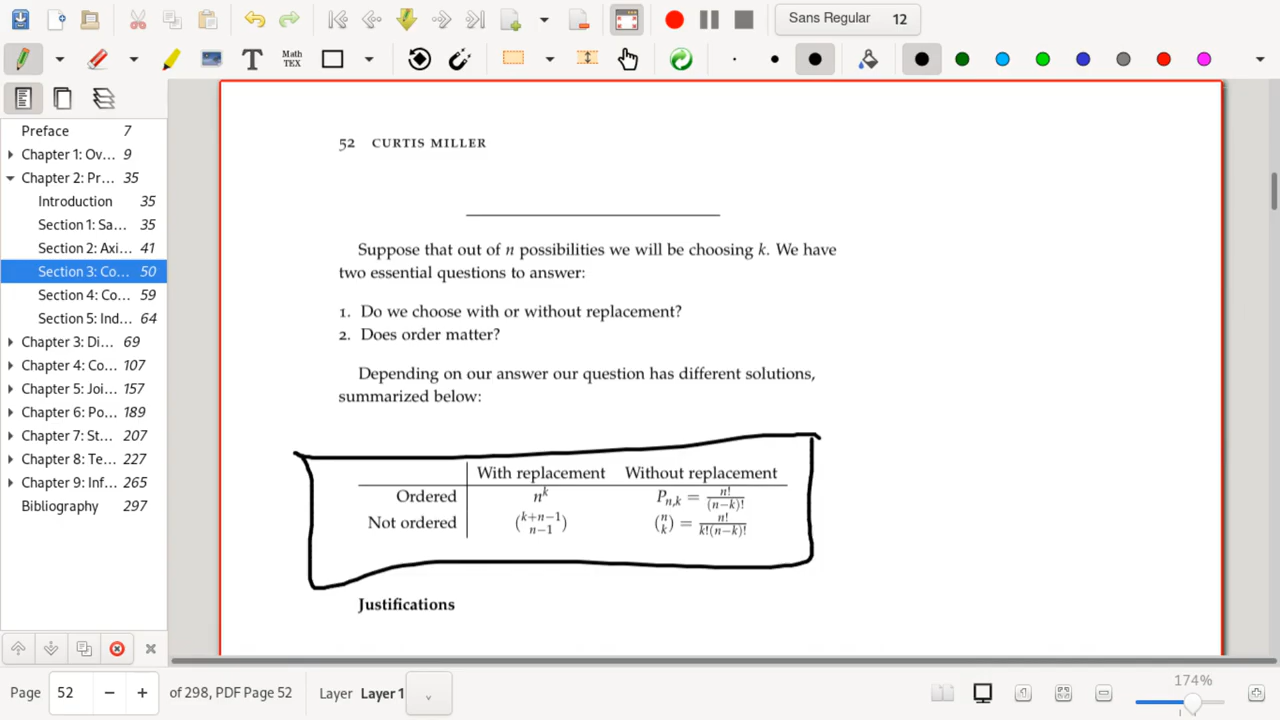 Sans Regular 12
T Math TEX
Preface 7
Chapter 1: Ov... 9
Chapter 2: Pr... 35
Introduction 35
Section 1: Sa... 35
Section 2: Axi... 41
Section 3: Co... 50
Section 4: Co... 59
Section 5: Ind... 64
Chapter 3: Di... 69
Chapter 4: Co... 107
Chapter 5: Joi... 157
Chapter 6: Po... 189
Chapter 7: St... 207
Chapter 8: Te... 227
Chapter 9: Inf... 265
Bibliography 297
52 CURTIS MILLER
Suppose that out of n possibilities we will be choosing k. We have
two essential questions to answer:
1. Do we choose with or without replacement?
2. Does order matter?
Depending on our answer our question has different solutions,
summarized below:
With replacement Without replacement
Ordered n^k P_{n,k} = \frac{n!}{(n-k)!}
Not ordered \binom{k+n-1}{n-1} \binom{n}{k} = \frac{n!}{k!(n-k)!}
Justifications
Page 52 of 298, PDF Page 52 Layer Layer 1
174%